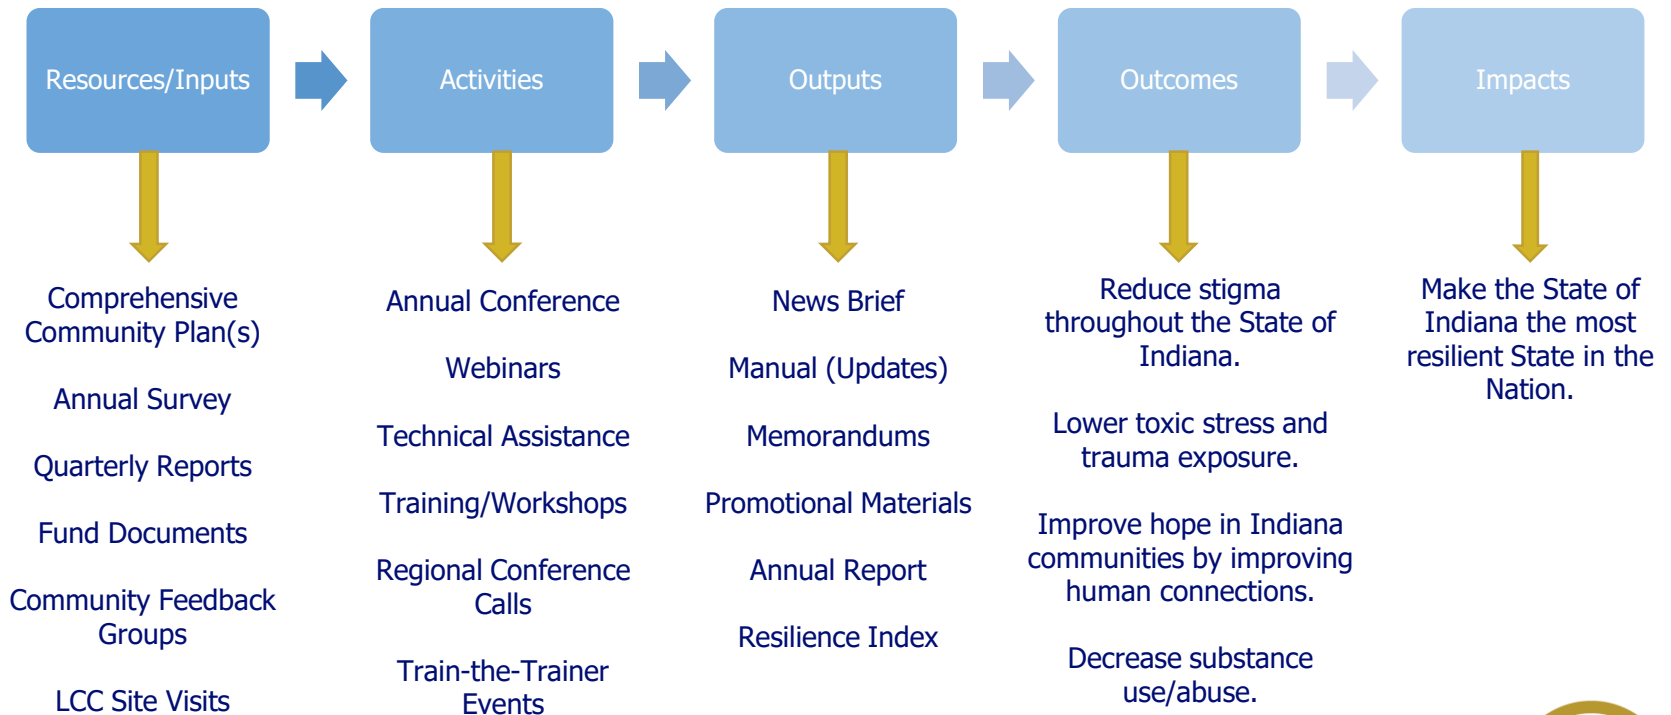 Resources/Inputs
Activities
Outputs
Outcomes
Impacts
Comprehensive
Community Plan(s)
Annual Survey
Quarterly Reports
Fund Documents
Community Feedback
Groups
LCC Site Visits
Annual Conference
Webinars
Technical Assistance
Training/Workshops
Regional Conference
Calls
Train-the-Trainer
Events
News Brief
Manual (Updates)
Memorandums
Promotional Materials
Annual Report
Resilience Index
Reduce stigma
throughout the State of
Indiana.
Lower toxic stress and
trauma exposure.
Improve hope in Indiana
communities by improving
human connections.
Decrease substance
use/abuse.
Make the State of
Indiana the most
resilient State in the
Nation.